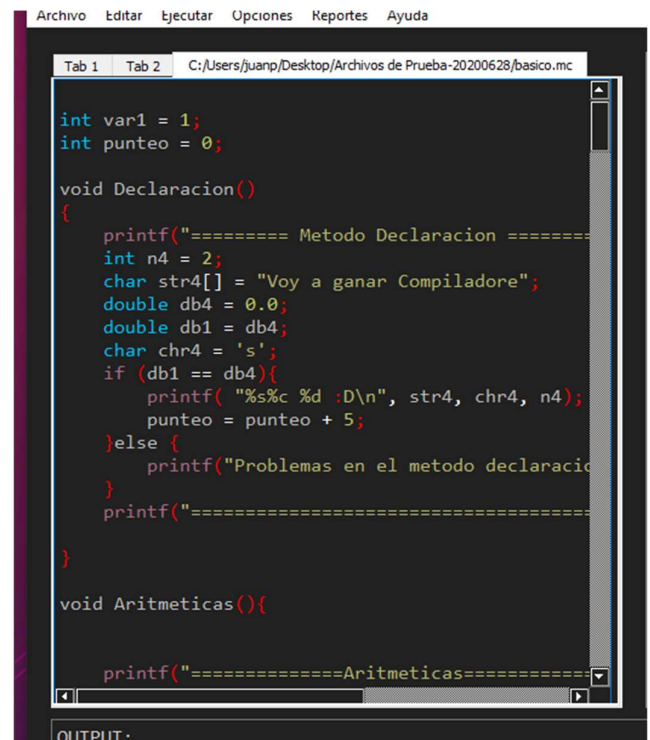 Archivo Editar Ejecutar Opciones Reportes Ayuda
Tab 1 Tab 2 C:/Users/juanp/Desktop/Archivos de Prueba-20200628/basico.mc
int var1 = 1;
int punteo = 0;
void Declaracion()
{
printf("========= Metodo Declaracion ========
int n4 = 2;
char str4[] = "Voy a ganar Compiladore";
double db4 = 0.0;
double db1 = db4;
char chr4 = 's';
if (db1 == db4){
printf( "%s%c %d :D\n", str4, chr4, n4);
punteo = punteo + 5;
}else {
printf("Problemas en el metodo declaracic
}
printf("=====================================
}
void Aritmeticas(){
printf("==============Aritmeticas============
OUTPUT: